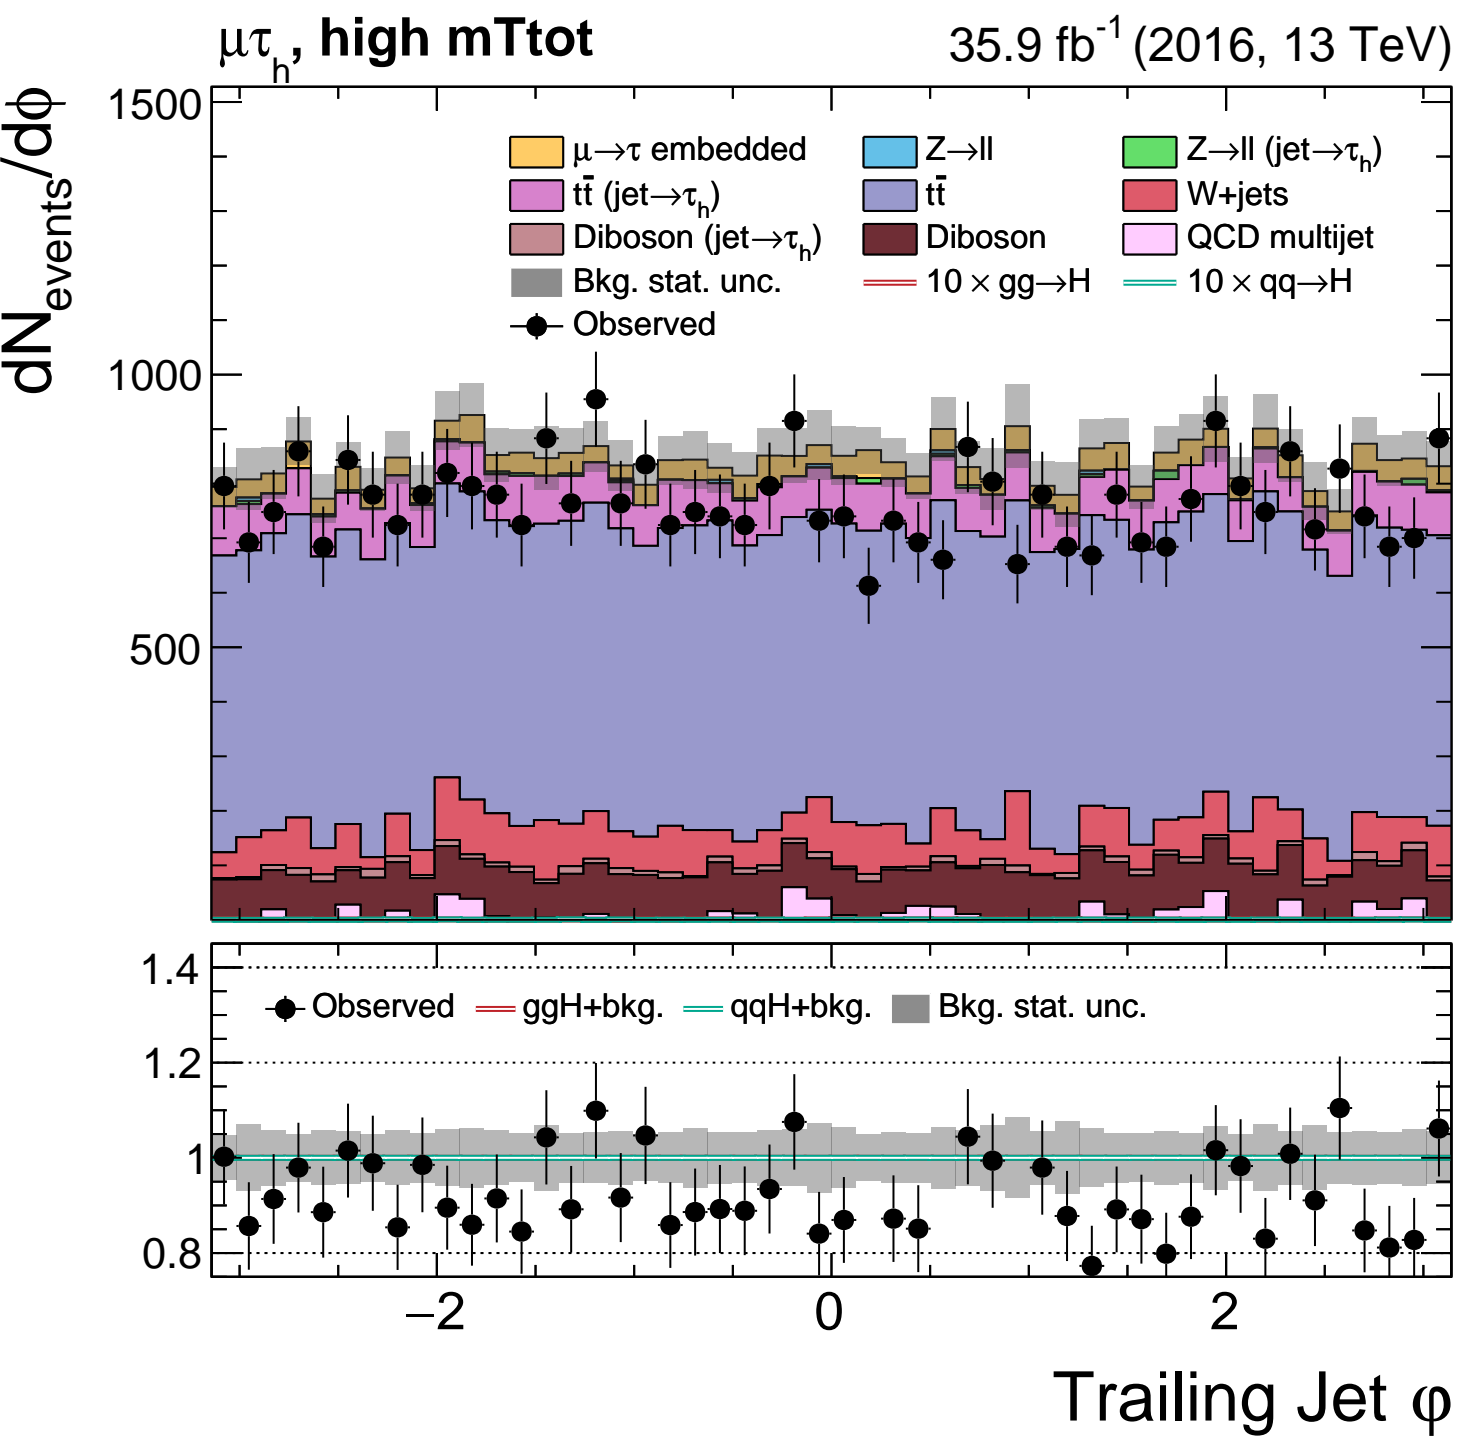 μτh, high mTtot 35.9 fb-1 (2016, 13 TeV)
dNevents/dϕ
1500
1000
500
μ→τ embedded Z→ll Z→ll (jet→τh)
tt̄ (jet→τh) tt̄ W+jets
Diboson (jet→τh) Diboson QCD multijet
Bkg. stat. unc. 10 × gg→H 10 × qq→H
Observed
1.4
1.2
1
0.8
Observed ggH+bkg. qqH+bkg. Bkg. stat. unc.
−2 0 2
Trailing Jet φ